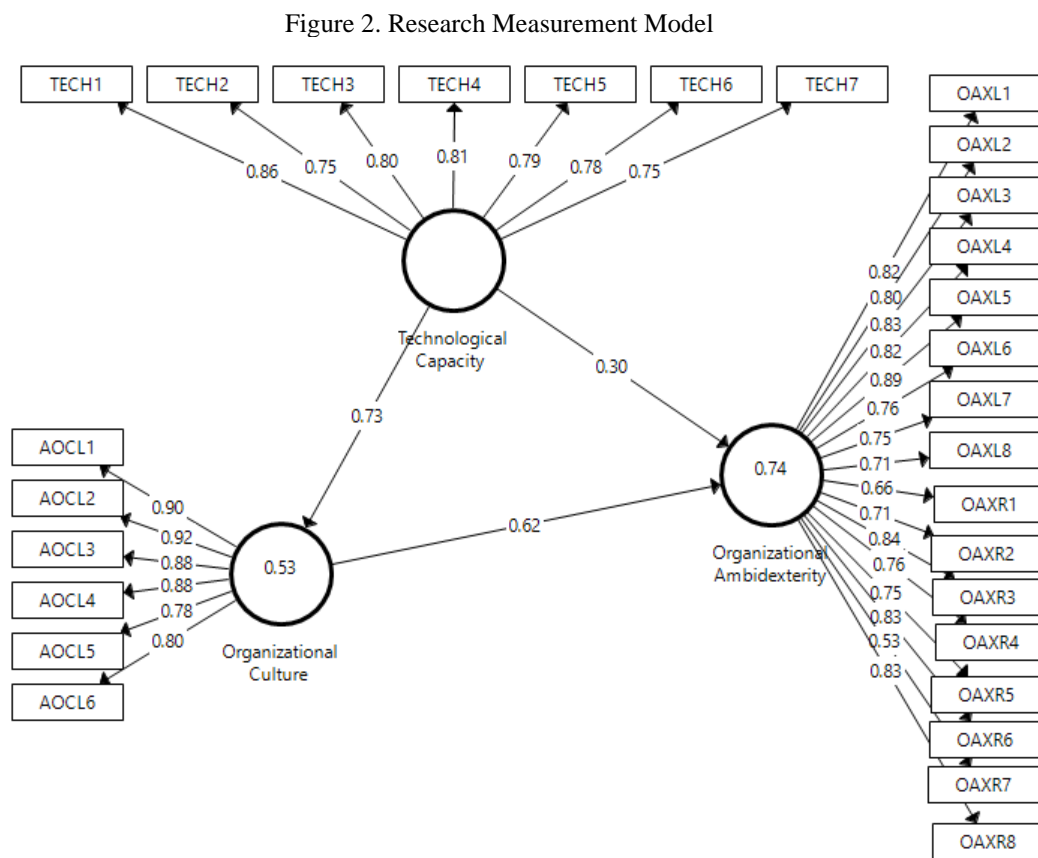 Figure 2. Research Measurement Model
TECH1
TECH2
TECH3
TECH4
TECH5
TECH6
TECH7
0.86
0.75
0.80
0.81
0.79
0.78
0.75
Technological
Capacity
0.73
0.30
AOCL1
AOCL2
AOCL3
AOCL4
AOCL5
AOCL6
0.90
0.92
0.88
0.88
0.78
0.80
0.53
Organizational
Culture
0.62
0.74
Organizational
Ambidexterity
0.82
0.80
0.83
0.82
0.89
0.76
0.75
0.71
0.66
0.71
0.84
0.76
0.75
0.83
0.53
0.83
OAXL1
OAXL2
OAXL3
OAXL4
OAXL5
OAXL6
OAXL7
OAXL8
OAXR1
OAXR2
OAXR3
OAXR4
OAXR5
OAXR6
OAXR7
OAXR8